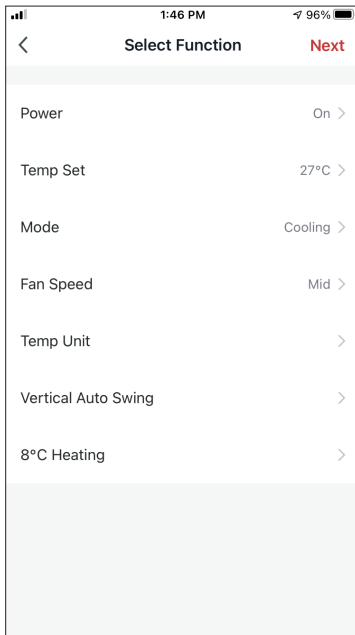 1:46 PM 96%
Select Function Next
Power On
Temp Set 27°C
Mode Cooling
Fan Speed Mid
Temp Unit
Vertical Auto Swing
8°C Heating